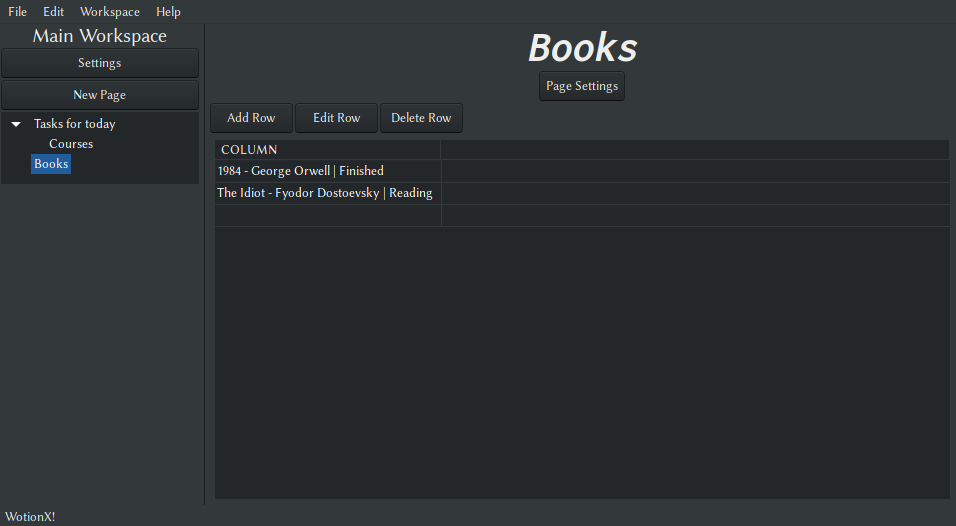 File Edit Workspace Help
Main Workspace
Settings
New Page
Tasks for today
Courses
Books
Books
Page Settings
Add Row Edit Row Delete Row
COLUMN
1984 - George Orwell | Finished
The Idiot - Fyodor Dostoevsky | Reading
WotionX!